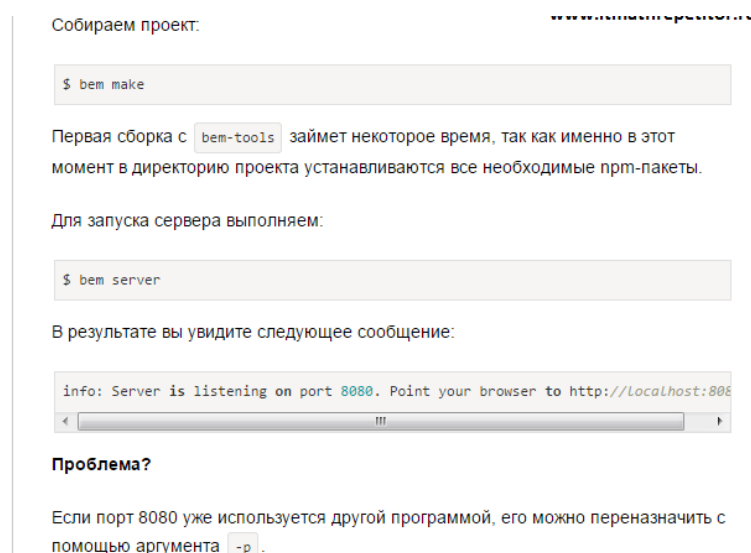 Собираем проект:
$ bem make
Первая сборка с bem-tools займет некоторое время, так как именно в этот
момент в директорию проекта устанавливаются все необходимые npm-пакеты.
Для запуска сервера выполняем:
$ bem server
В результате вы увидите следующее сообщение:
info: Server is listening on port 8080. Point your browser to http://localhost:808
Проблема?
Если порт 8080 уже используется другой программой, его можно переназначить с
помощью аргумента -p .